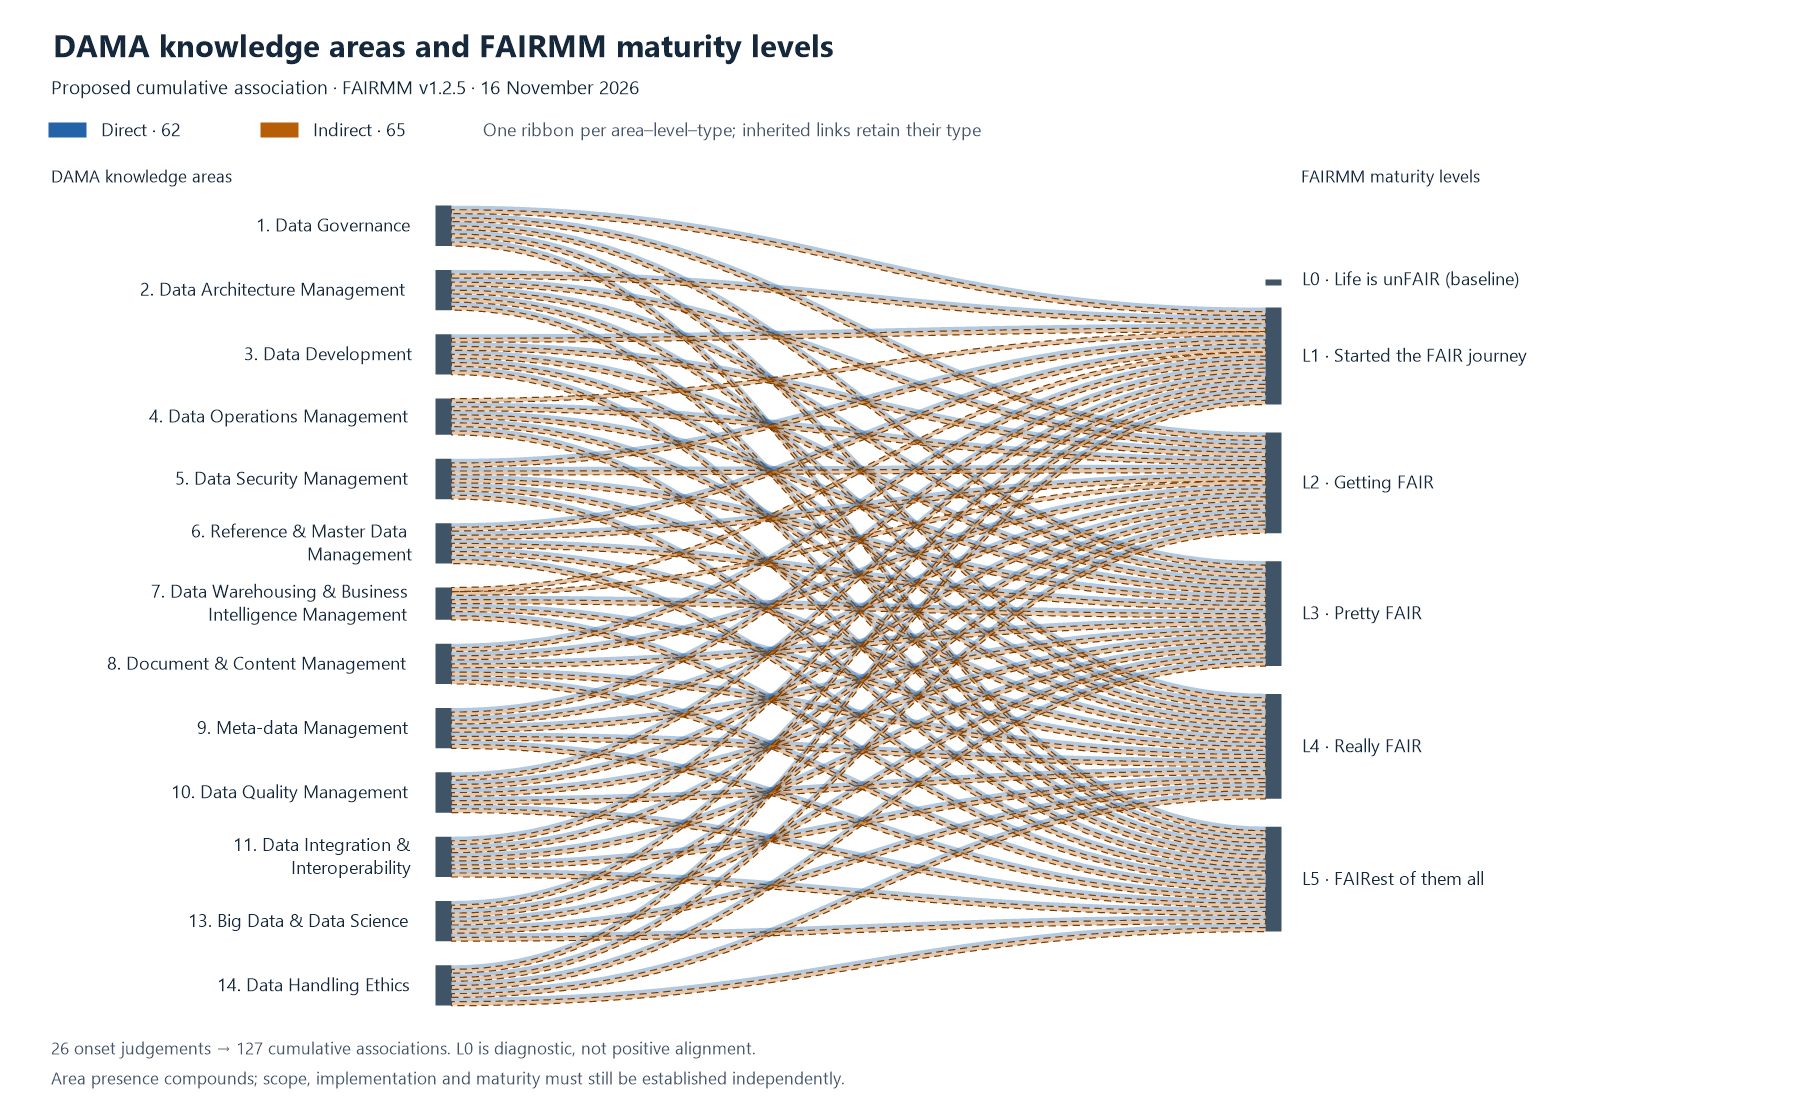 DAMA knowledge areas and FAIRMM maturity levels
Proposed cumulative association · FAIRMM v1.2.5 · 16 November 2026
Direct · 62
Indirect · 65
One ribbon per area–level–type; inherited links retain their type
DAMA knowledge areas
FAIRMM maturity levels
1. Data Governance
2. Data Architecture Management
3. Data Development
4. Data Operations Management
5. Data Security Management
6. Reference & Master Data
Management
7. Data Warehousing & Business
Intelligence Management
8. Document & Content Management
9. Meta-data Management
10. Data Quality Management
11. Data Integration &
Interoperability
13. Big Data & Data Science
14. Data Handling Ethics
L0 · Life is unFAIR (baseline)
L1 · Started the FAIR journey
L2 · Getting FAIR
L3 · Pretty FAIR
L4 · Really FAIR
L5 · FAIRest of them all
26 onset judgements → 127 cumulative associations. L0 is diagnostic, not positive alignment.
Area presence compounds; scope, implementation and maturity must still be established independently.